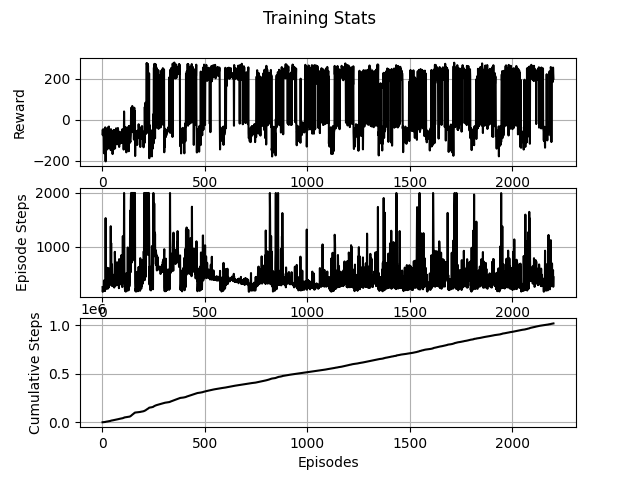 Training Stats
200
0
−200
Reward
0 500 1000 1500 2000
2000
1000
Episode Steps
0 500 1000 1500 2000
1e6
1.0
0.5
0.0
Cumulative Steps
0 500 1000 1500 2000
Episodes